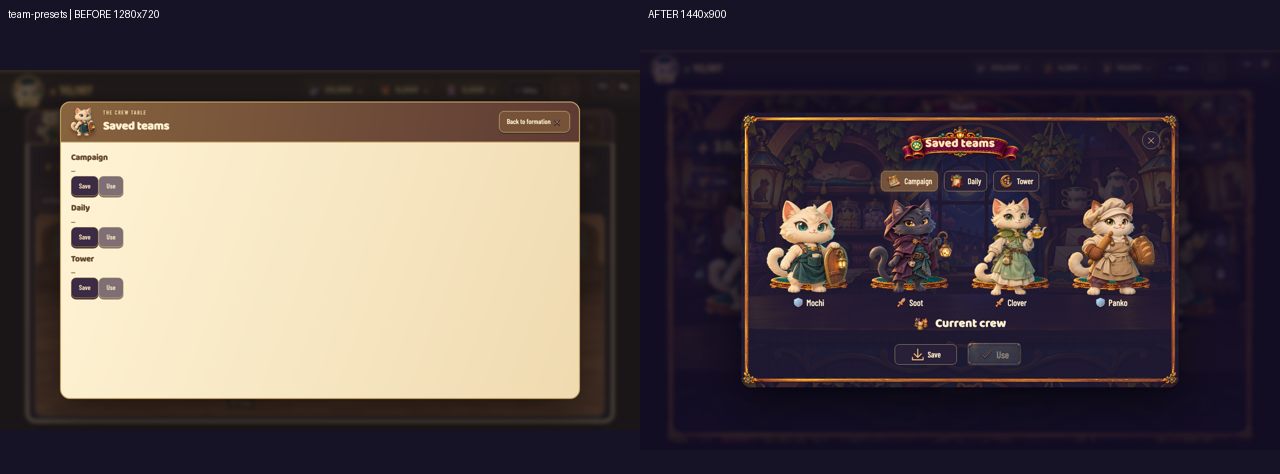 team-presets | BEFORE 1280x720
THE CREW TABLE
Saved teams
Back to formation
Campaign
–
Save Use
Daily
–
Save Use
Tower
–
Save Use
AFTER 1440x900
Saved teams
Campaign Daily Tower
Mochi Soot Clover Panko
Current crew
Save Use